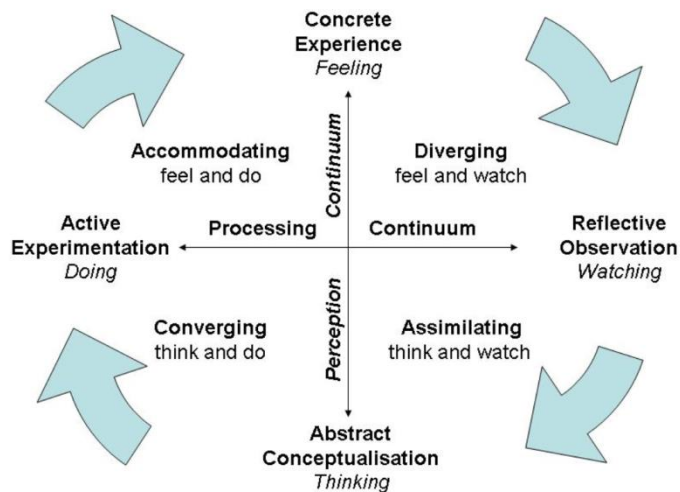 Concrete
Experience
Feeling
Continuum
Accommodating
feel and do
Diverging
feel and watch
Active
Experimentation
Doing
Processing
Continuum
Reflective
Observation
Watching
Perception
Converging
think and do
Assimilating
think and watch
Abstract
Conceptualisation
Thinking